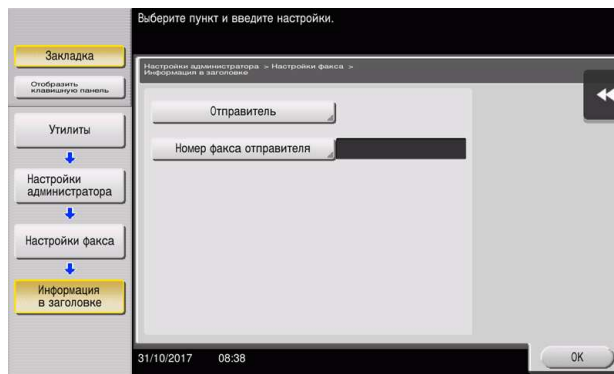 Выберите пункт и введите настройки.
Закладка
Отобразить
клавишную панель
Утилиты
Настройки
администратора
Настройки факса
Информация
в заголовке
Настройки администратора > Настройки факса >
Информация в заголовке
Отправитель
Номер факса отправителя
31/10/2017 08:38
OK